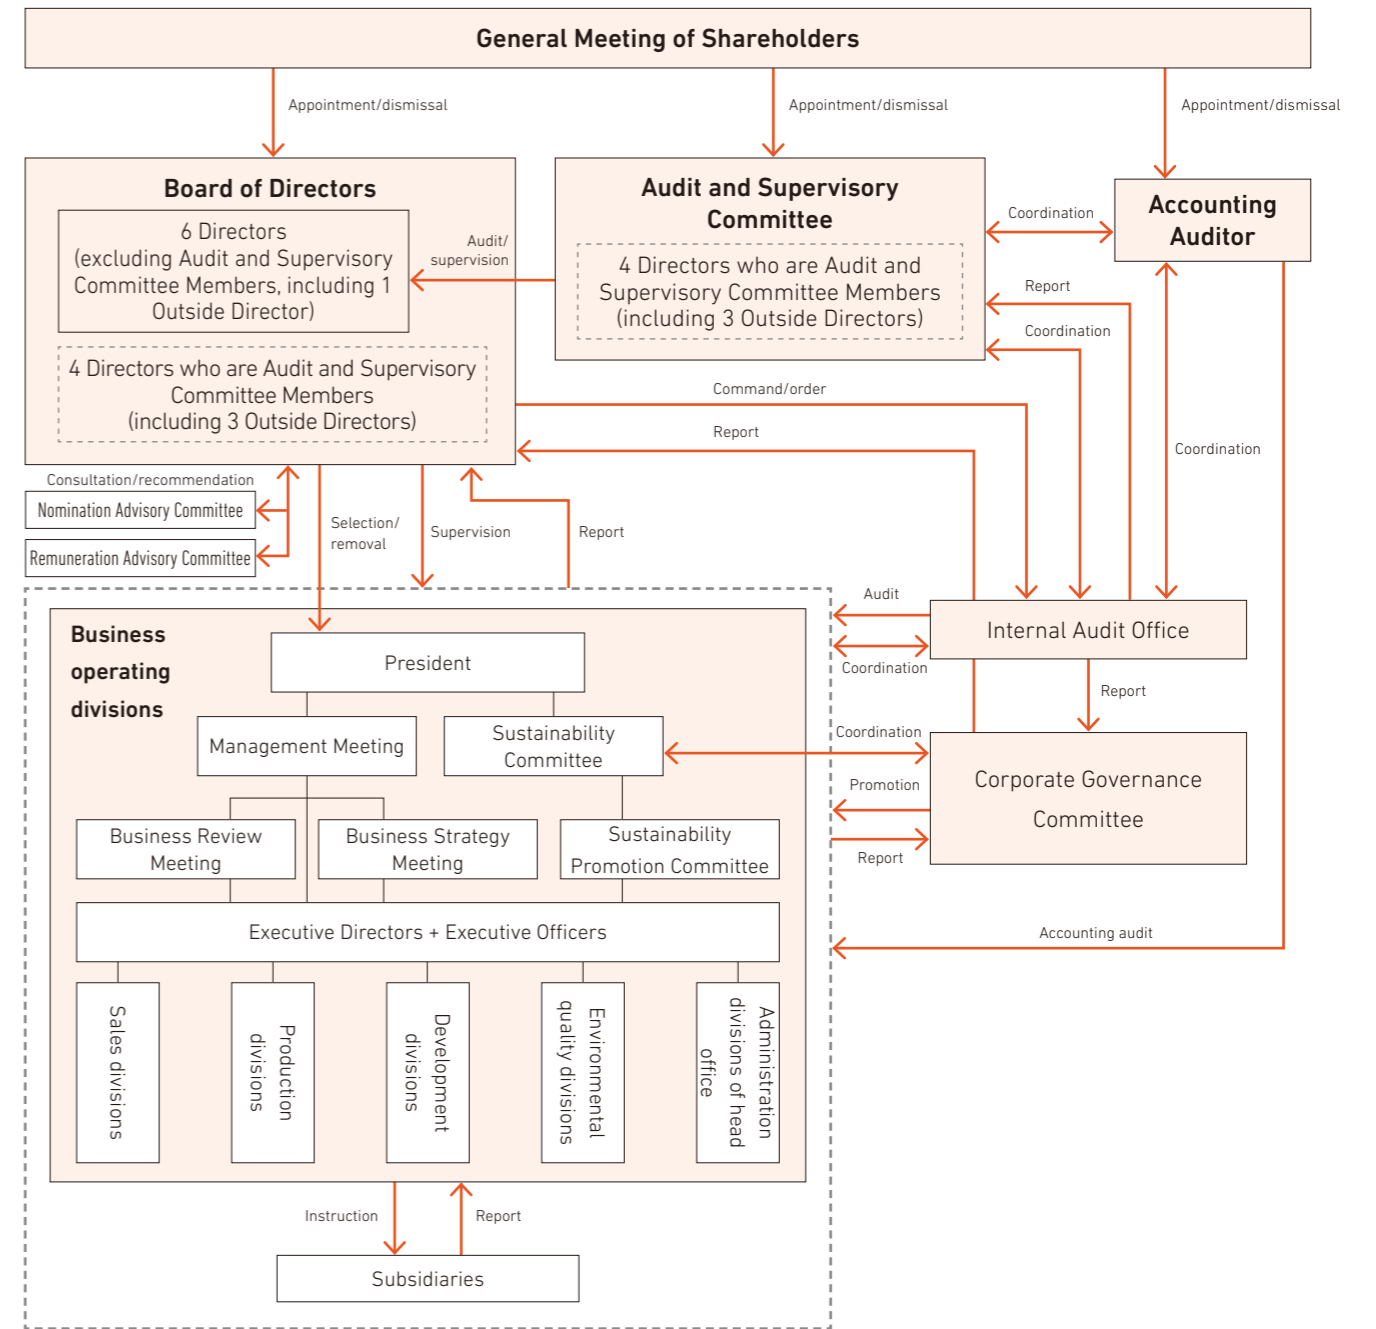 General Meeting of Shareholders
Appointment/dismissal
Appointment/dismissal
Appointment/dismissal
Board of Directors
6 Directors
(excluding Audit and Supervisory
Committee Members, including 1
Outside Director)
4 Directors who are Audit and Supervisory
Committee Members
(including 3 Outside Directors)
Audit/
supervision
Audit and Supervisory
Committee
4 Directors who are Audit and
Supervisory Committee Members
(including 3 Outside Directors)
Coordination
Accounting
Auditor
Report
Coordination
Command/order
Report
Coordination
Consultation/recommendation
Nomination Advisory Committee
Remuneration Advisory Committee
Selection/
removal
Supervision
Report
Audit
Coordination
Internal Audit Office
Report
Business
operating
divisions
President
Management Meeting
Sustainability
Committee
Coordination
Promotion
Report
Corporate Governance
Committee
Business Review
Meeting
Business Strategy
Meeting
Sustainability
Promotion Committee
Executive Directors + Executive Officers
Accounting audit
Sales divisions
Production
divisions
Development
divisions
Environmental
quality divisions
Administration
divisions of head
office
Instruction
Report
Subsidiaries